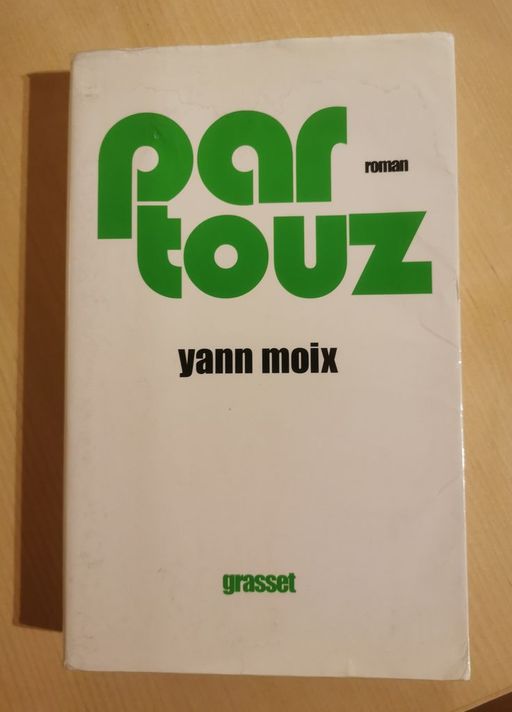 par
roman
touz
yann moix
grasset